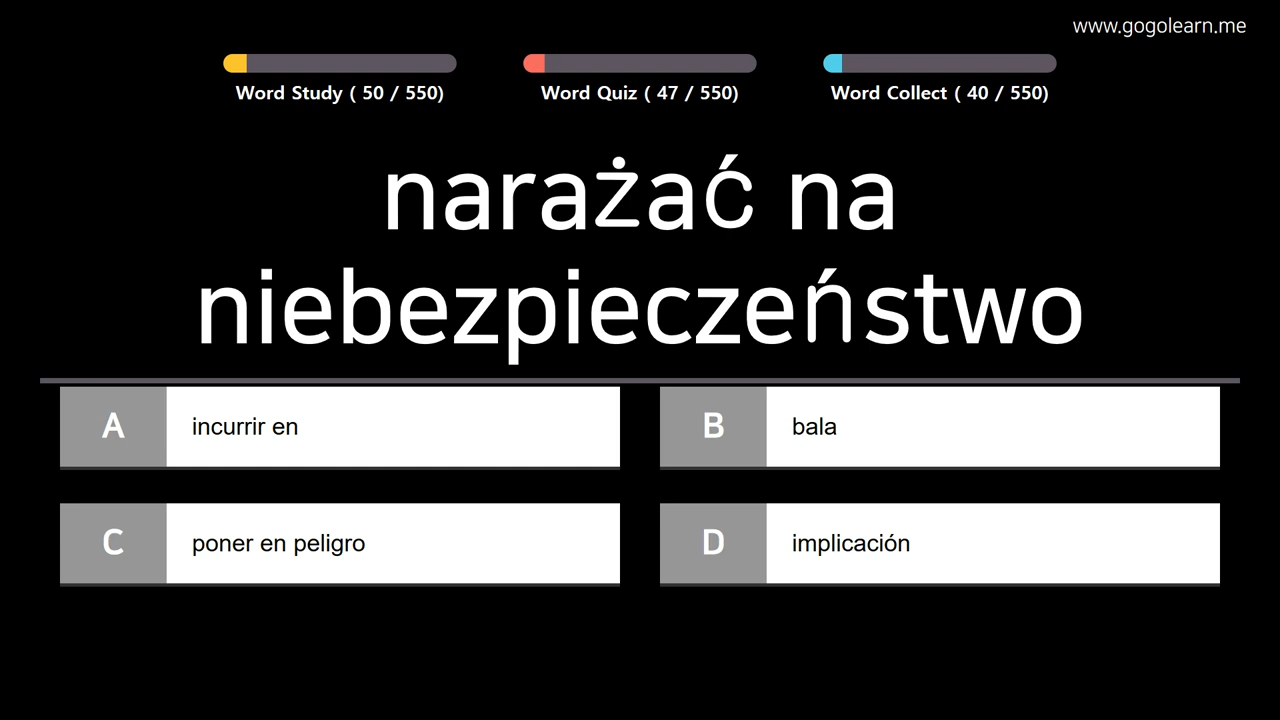 www.gogolearn.me
Word Study ( 50 / 550)
Word Quiz ( 47 / 550)
Word Collect ( 40 / 550)
narażać na
niebezpieczeństwo
A
incurrir en
B
bala
C
poner en peligro
D
implicación